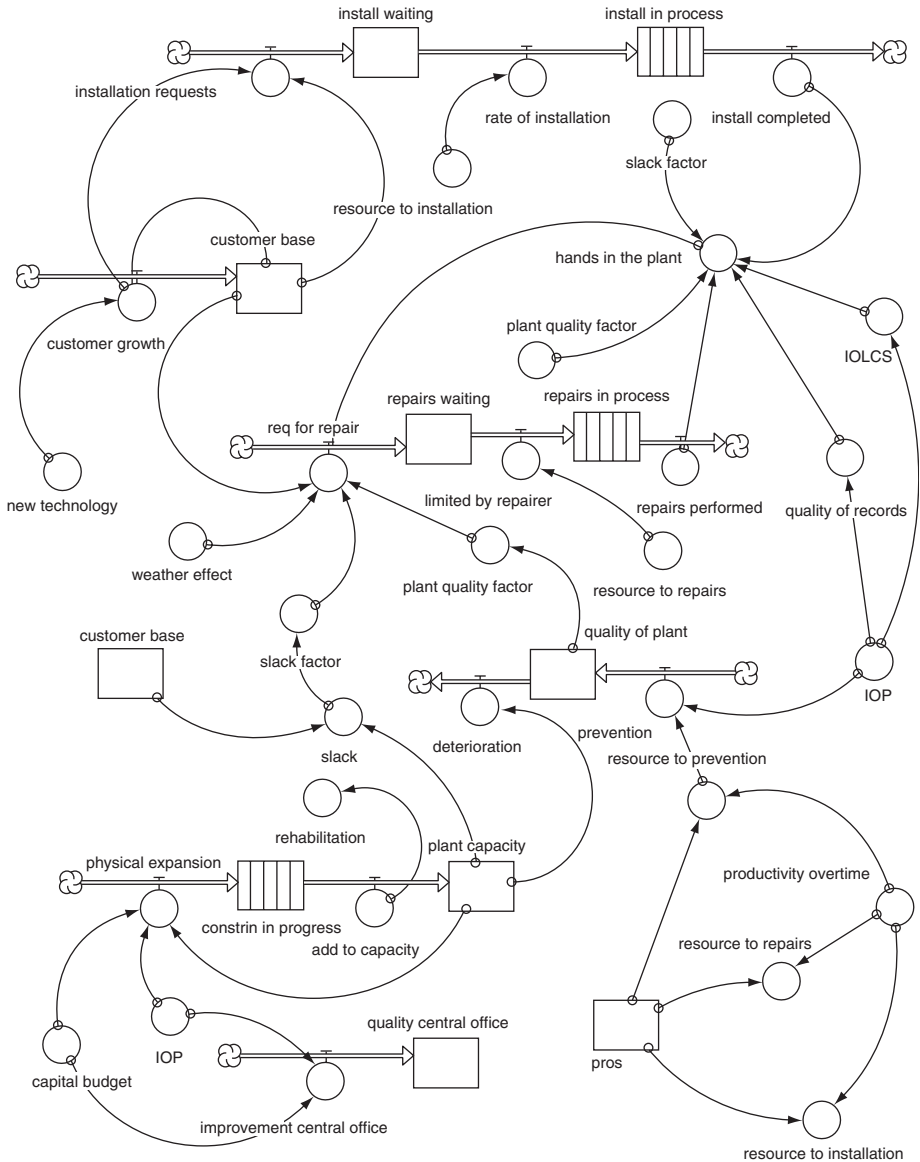 install waiting
install in process
installation requests
rate of installation
install completed
slack factor
resource to installation
customer base
hands in the plant
plant quality factor
IOLCS
customer growth
repairs waiting
repairs in process
req for repair
new technology
limited by repairer
repairs performed
quality of records
weather effect
plant quality factor
resource to repairs
customer base
quality of plant
slack factor
IOP
prevention
deterioration
slack
resource to prevention
rehabilitation
plant capacity
physical expansion
productivity overtime
constrin in progress
add to capacity
resource to repairs
quality central office
IOP
pros
capital budget
improvement central office
resource to installation